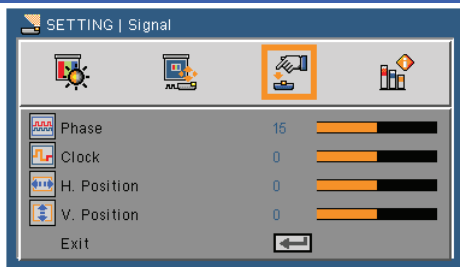 SETTING | Signal
Phase 15
Clock 0
H. Position 0
V. Position 0
Exit